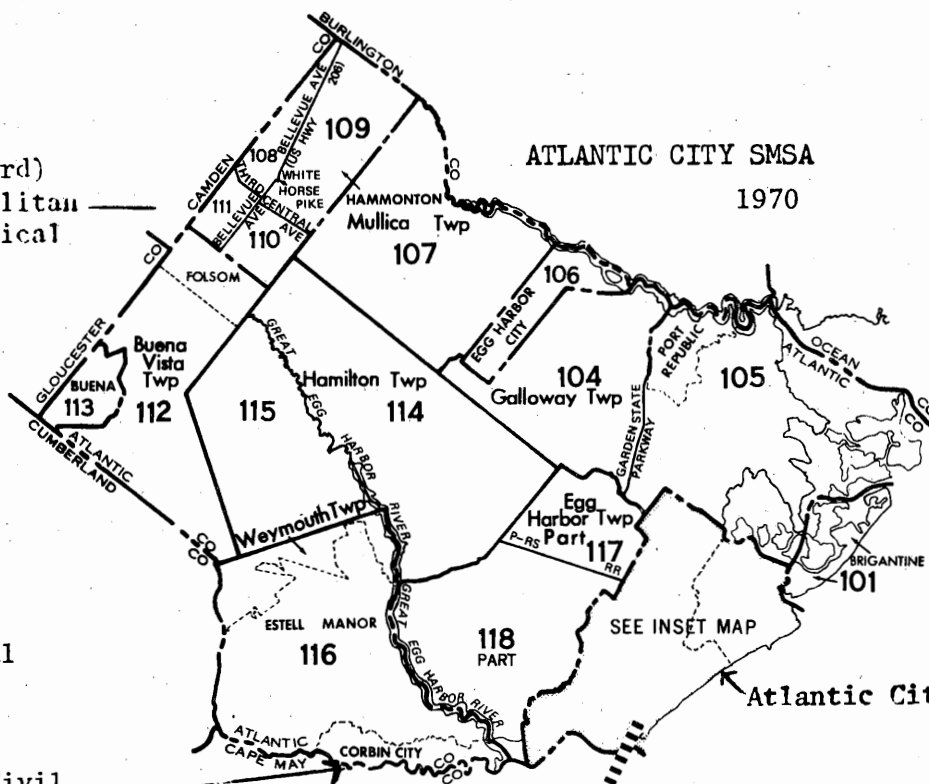 BURLINGTON
CO
BELLEVUE AVE
(US HWY 206)
109
108
ATLANTIC CITY SMSA
1970
rd)
litan
ical
CAMDEN
CO
THIRD
WHITE
HORSE
PIKE
111
BELLEVUE
AVE
CENTRAL
AVE
110
HAMMONTON
Mullica Twp
107
CO
FOLSOM
106
EGG HARBOR
CITY
PORT
REPUBLIC
OCEAN
ATLANTIC
CO
CO
GLOUCESTER
Buena
Vista
Twp
BUENA
113
112
GREAT
EGG
HARBOR
RIVER
Hamilton Twp
115
114
104
Galloway Twp
105
GARDEN STATE
PARKWAY
ATLANTIC
CUMBERLAND
CO
CO
Weymouth Twp
Egg
Harbor Twp
Part
117
P-RS
RR
BRIGANTINE
101
ESTELL MANOR
116
GREAT
EGG HARBOR RIVER
118
PART
SEE INSET MAP
Atlantic Cit
ATLANTIC
CAPE MAY
CORBIN CITY
CO
CO
ivil